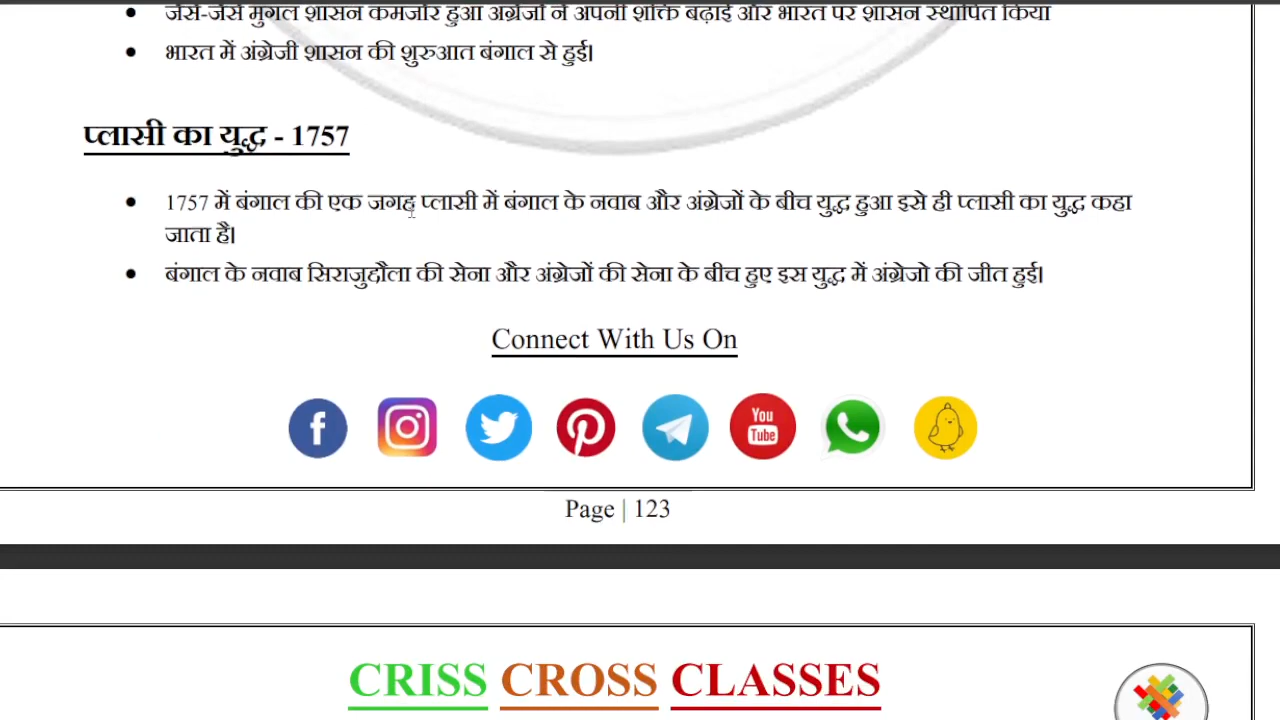 जैसे-जैसे मुगल शासन कमजोर हुआ अंग्रेजों ने अपनी शक्ति बढ़ाई और भारत पर शासन स्थापित किया
भारत में अंग्रेजी शासन की शुरुआत बंगाल से हुई।
प्लासी का युद्ध - 1757
1757 में बंगाल की एक जगह प्लासी में बंगाल के नवाब और अंग्रेजों के बीच युद्ध हुआ इसे ही प्लासी का युद्ध कहा
जाता है।
बंगाल के नवाब सिराजुद्दौला की सेना और अंग्रेजों की सेना के बीच हुए इस युद्ध में अंग्रेजो की जीत हुई।
Connect With Us On
You
Tube
Page | 123
CRISS CROSS CLASSES